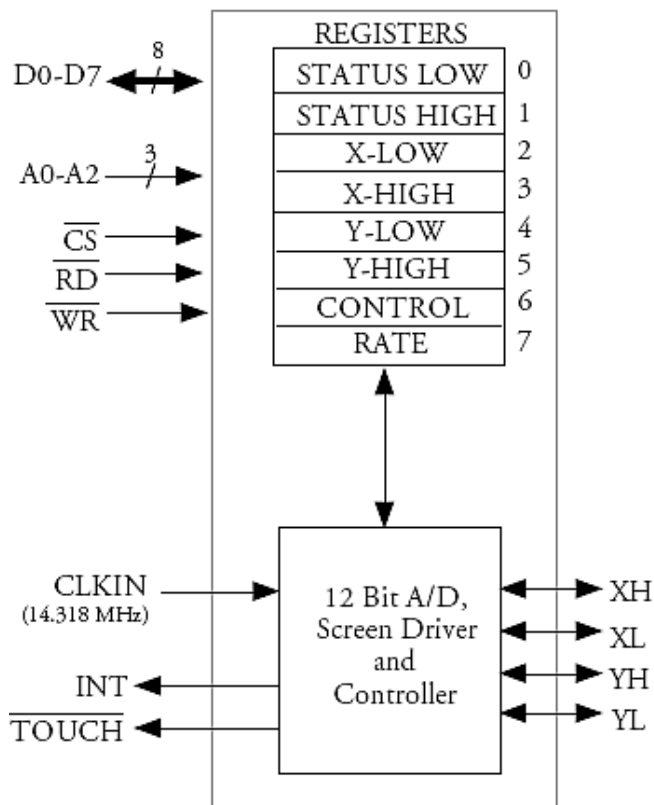 REGISTERS
8
D0-D7
STATUS LOW 0
STATUS HIGH 1
3
A0-A2
X-LOW 2
X-HIGH 3
CS
Y-LOW 4
RD
Y-HIGH 5
WR
CONTROL 6
RATE 7
CLKIN
(14.318 MHz)
12 Bit A/D,
Screen Driver
and
Controller
XH
XL
YH
YL
INT
TOUCH